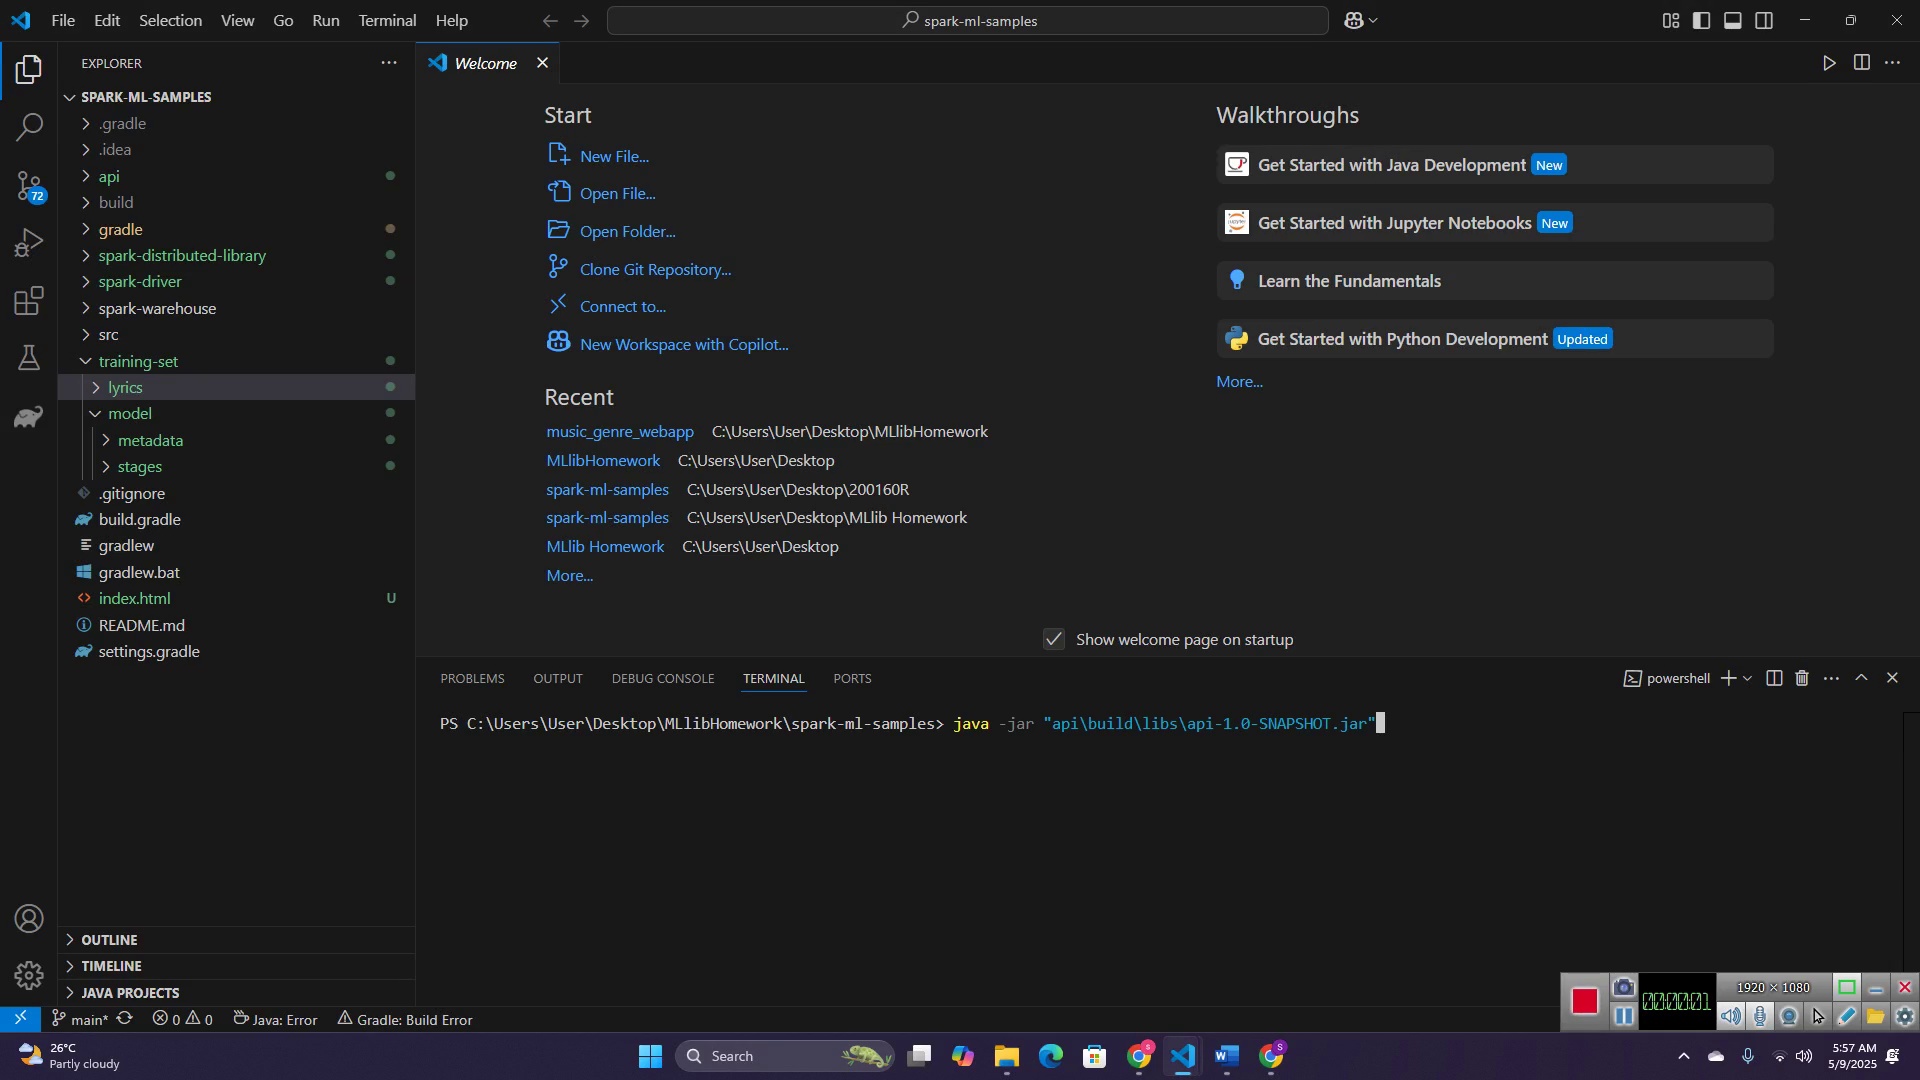 File Edit Selection View Go Run Terminal Help
spark-ml-samples
EXPLORER
SPARK-ML-SAMPLES
.gradle
.idea
api
build
gradle
spark-distributed-library
spark-driver
spark-warehouse
src
training-set
lyrics
model
metadata
stages
.gitignore
build.gradle
gradlew
gradlew.bat
index.html U
README.md
settings.gradle
OUTLINE
TIMELINE
JAVA PROJECTS
72
Welcome
Start
New File...
Open File...
Open Folder...
Clone Git Repository...
Connect to...
New Workspace with Copilot...
Recent
music_genre_webapp C:\Users\User\Desktop\MLlibHomework
MLlibHomework C:\Users\User\Desktop
spark-ml-samples C:\Users\User\Desktop\200160R
spark-ml-samples C:\Users\User\Desktop\MLlib Homework
MLlib Homework C:\Users\User\Desktop
More...
Walkthroughs
Get Started with Java Development New
Get Started with Jupyter Notebooks New
Learn the Fundamentals
Get Started with Python Development Updated
More...
Show welcome page on startup
PROBLEMS OUTPUT DEBUG CONSOLE TERMINAL PORTS
powershell
PS C:\Users\User\Desktop\MLlibHomework\spark-ml-samples> java -jar "api\build\libs\api-1.0-SNAPSHOT.jar"
1920 × 1080
000:00:01
main* 0 0 Java: Error Gradle: Build Error
26°C
Partly cloudy
Search
5:57 AM
5/9/2025